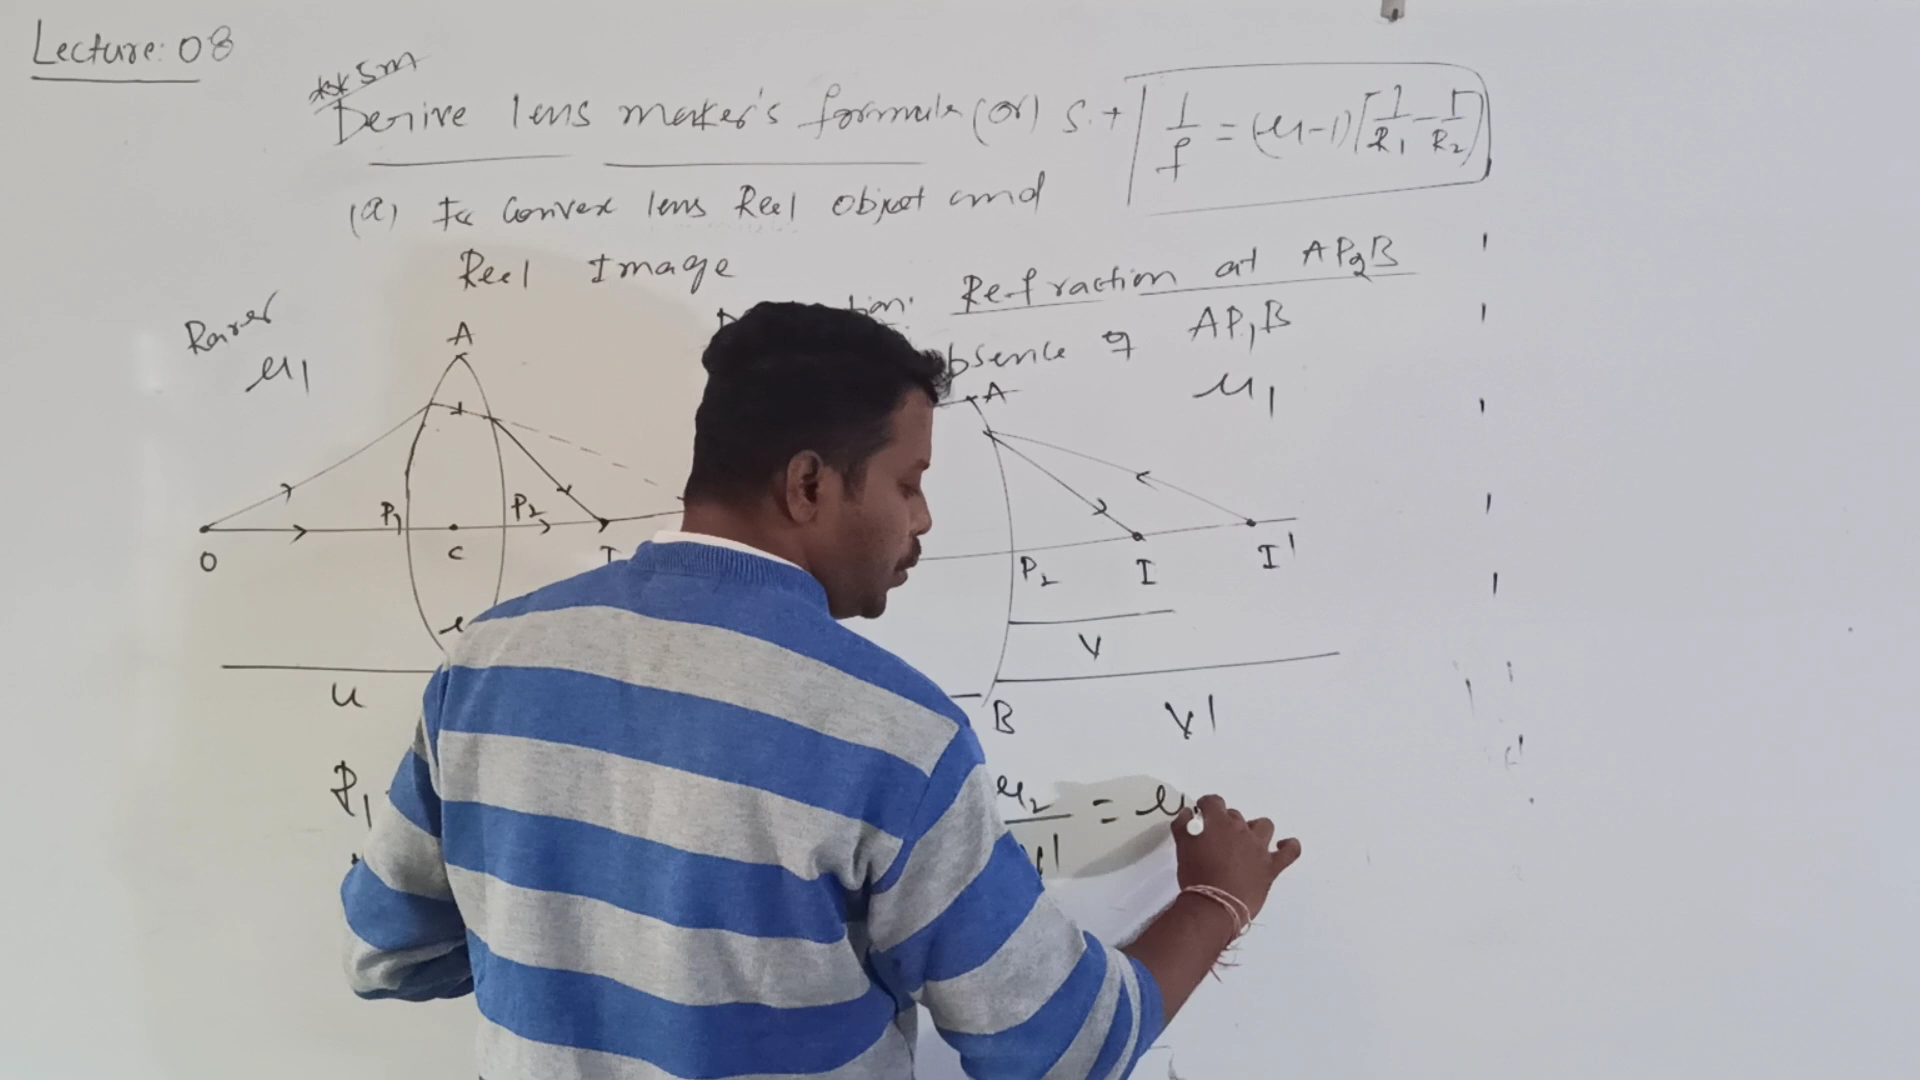 Lecture: 08
*** 5m
Derive lens maker's formula (or) S.t 1/f = (μ-1) [1/R₁ - 1/R₂]
(a) For Convex lens Real object and
Real Image
Refraction at AP₂B
absence of AP₁B
Rarer
μ₁
A
P₁
P₂
O
C
I
u
μ₁
A
P₂
I
I'
V
V'
B
P₁
μ₂
= μ